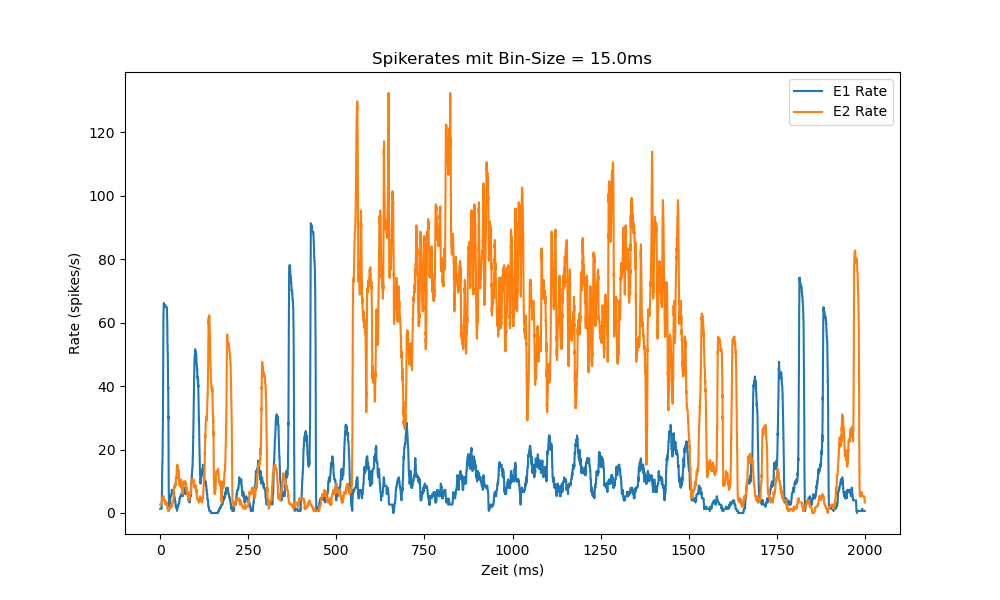 Spikerates mit Bin-Size = 15.0ms
E1 Rate
E2 Rate
Rate (spikes/s)
120
100
80
60
40
20
0
0 250 500 750 1000 1250 1500 1750 2000
Zeit (ms)